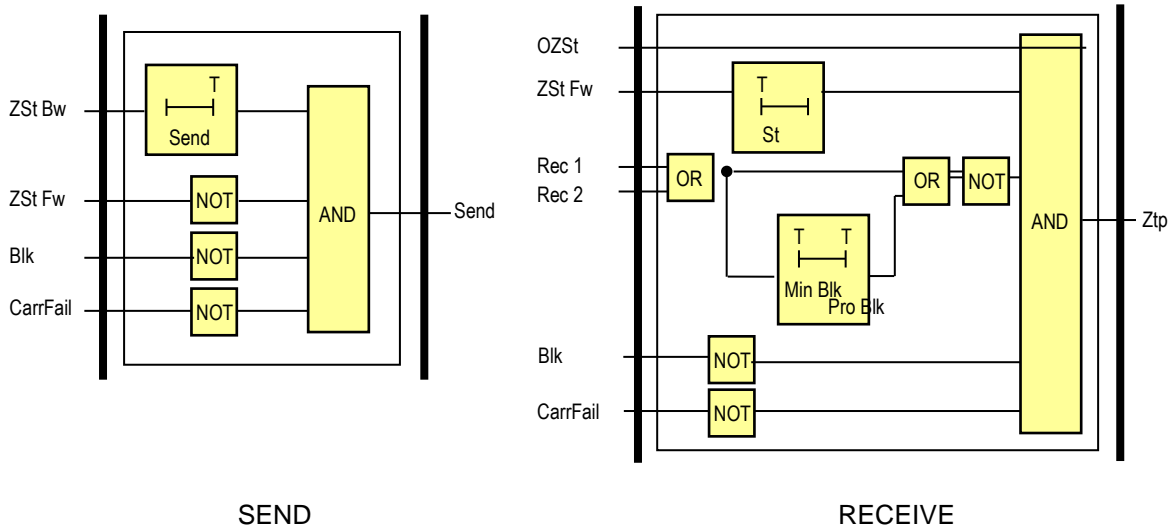 ZSt Bw
T
Send
ZSt Fw
NOT
Blk
NOT
CarrFail
NOT
AND
Send
SEND
OZSt
ZSt Fw
T
St
Rec 1
Rec 2
OR
OR
NOT
T T
Min Blk
Pro Blk
Blk
NOT
CarrFail
NOT
AND
Ztp
RECEIVE